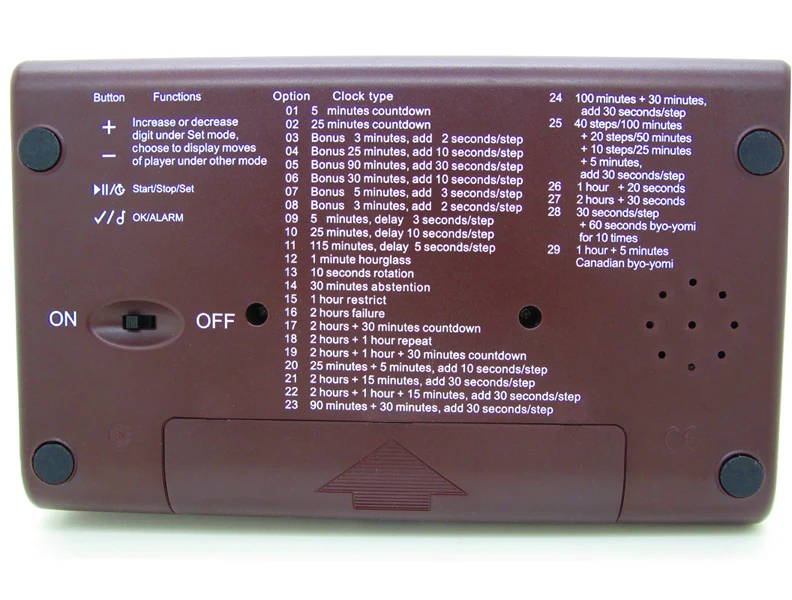 Button Functions
+ Increase or decrease
digit under Set mode,
− choose to display moves
of player under other mode
Start/Stop/Set
✓/♪ OK/ALARM
ON OFF
Option Clock type
01 5 minutes countdown
02 25 minutes countdown
03 Bonus 3 minutes, add 2 seconds/step
04 Bonus 25 minutes, add 10 seconds/step
05 Bonus 90 minutes, add 30 seconds/step
06 Bonus 30 minutes, add 10 seconds/step
07 Bonus 5 minutes, add 3 seconds/step
08 Bonus 3 minutes, add 2 seconds/step
09 5 minutes, delay 3 seconds/step
10 25 minutes, delay 10 seconds/step
11 115 minutes, delay 5 seconds/step
12 1 minute hourglass
13 10 seconds rotation
14 30 minutes abstention
15 1 hour restrict
16 2 hours failure
17 2 hours + 30 minutes countdown
18 2 hours + 1 hour repeat
19 2 hours + 1 hour + 30 minutes countdown
20 25 minutes + 5 minutes, add 10 seconds/step
21 2 hours + 15 minutes, add 30 seconds/step
22 2 hours + 1 hour + 15 minutes, add 30 seconds/step
23 90 minutes + 30 minutes, add 30 seconds/step
24 100 minutes + 30 minutes,
add 30 seconds/step
25 40 steps/100 minutes
+ 20 steps/50 minutes
+ 10 steps/25 minutes
+ 5 minutes,
add 30 seconds/step
26 1 hour + 20 seconds
27 2 hours + 30 seconds
28 30 seconds/step
+ 60 seconds byo-yomi
for 10 times
29 1 hour + 5 minutes
Canadian byo-yomi
CE